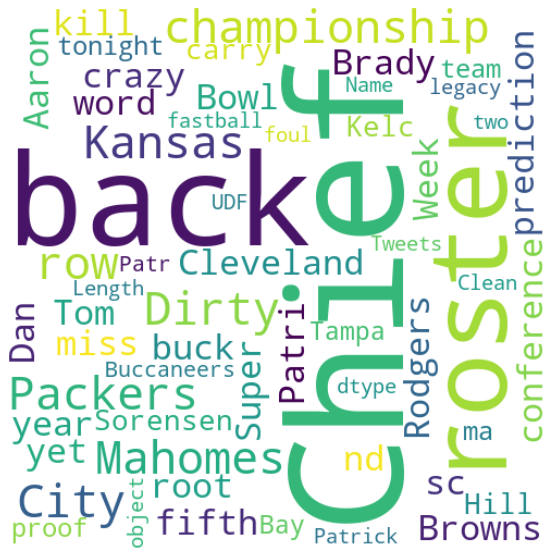 kill
championship
tonight
carry
Aaron
crazy
Brady
team
Name
legacy
word
Bowl
fastball
foul
Kelc
two
Kansas
Week
prediction
back
Chief
roster
UDF
Tweets
row
Patr
Cleveland
Clean
Length
Dan
Tom
Dirty
Patri
Tampa
miss
buck
Super
Rodgers
conference
Buccaneers
dtype
Packers
year
Sorensen
ma
yet
Mahomes
nd
City
root
sc
Hill
proof
object
fifth
Bay
Patrick
Browns